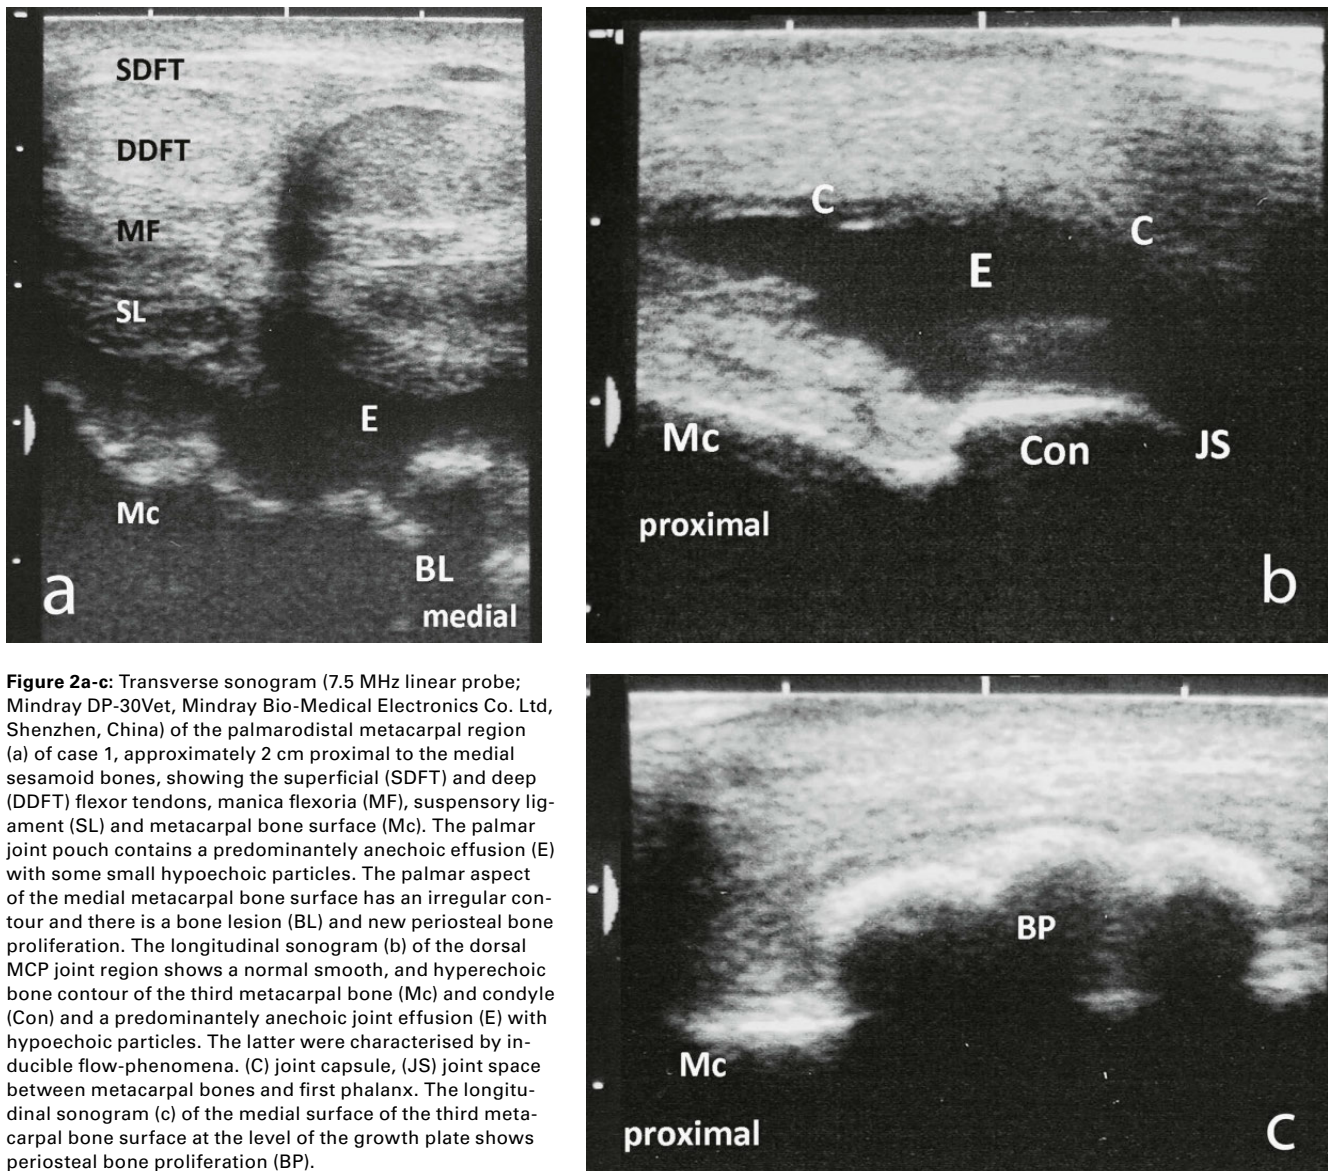 SDFT
DDFT
MF
SL
E
Mc
BL
a
medial
C
C
E
Mc
Con
JS
proximal
b
Figure 2a-c: Transverse sonogram (7.5 MHz linear probe;
Mindray DP-30Vet, Mindray Bio-Medical Electronics Co. Ltd,
Shenzhen, China) of the palmarodistal metacarpal region
(a) of case 1, approximately 2 cm proximal to the medial
sesamoid bones, showing the superficial (SDFT) and deep
(DDFT) flexor tendons, manica flexoria (MF), suspensory lig-
ament (SL) and metacarpal bone surface (Mc). The palmar
joint pouch contains a predominantely anechoic effusion (E)
with some small hypoechoic particles. The palmar aspect
of the medial metacarpal bone surface has an irregular con-
tour and there is a bone lesion (BL) and new periosteal bone
proliferation. The longitudinal sonogram (b) of the dorsal
MCP joint region shows a normal smooth, and hyperechoic
bone contour of the third metacarpal bone (Mc) and condyle
(Con) and a predominantely anechoic joint effusion (E) with
hypoechoic particles. The latter were characterised by in-
ducible flow-phenomena. (C) joint capsule, (JS) joint space
between metacarpal bones and first phalanx. The longitu-
dinal sonogram (c) of the medial surface of the third meta-
carpal bone surface at the level of the growth plate shows
periosteal bone proliferation (BP).
BP
Mc
proximal
c